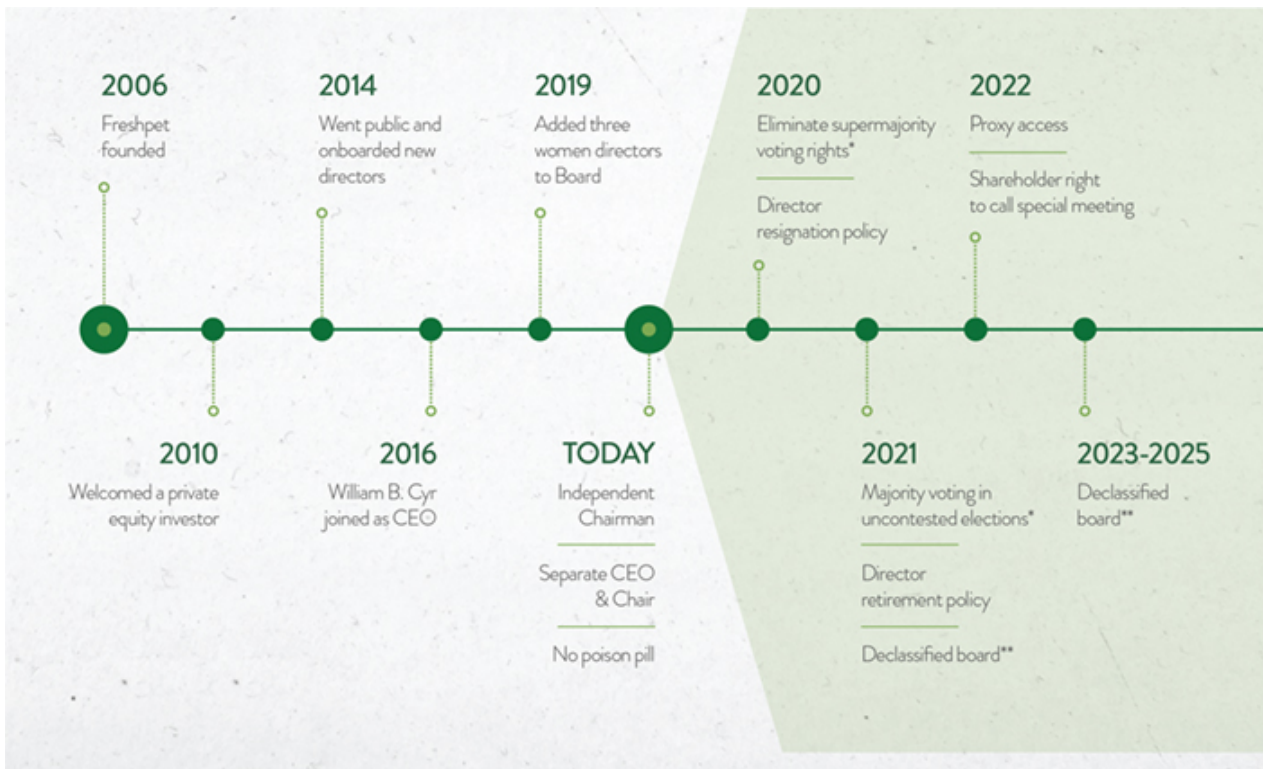 2006
Freshpet
founded
2014
Went public and
onboarded new
directors
2019
Added three
women directors
to Board
2020
Eliminate supermajority
voting rights*
Director
resignation policy
2022
Proxy access
Shareholder right
to call special meeting
2010
Welcomed a private
equity investor
2016
William B. Cyr
joined as CEO
TODAY
Independent
Chairman
Separate CEO
& Chair
No poison pill
2021
Majority voting in
uncontested elections*
Director
retirement policy
Declassified board**
2023-2025
Declassified
board**